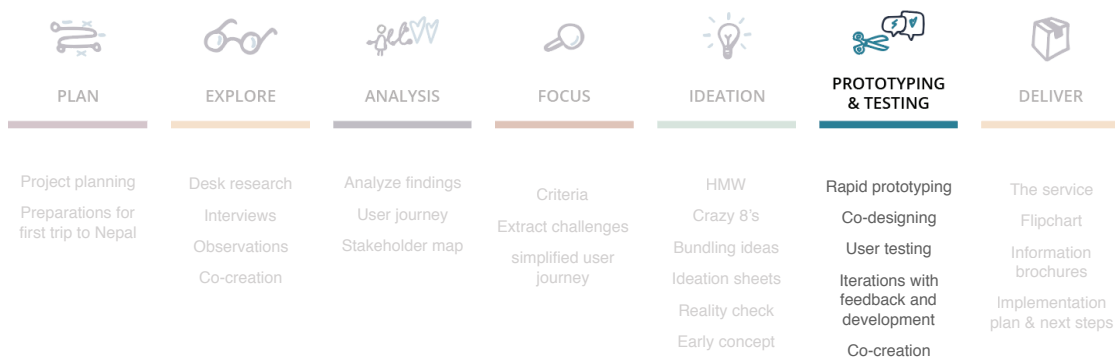 PLAN
Project planning
Preparations for
first trip to Nepal
EXPLORE
Desk research
Interviews
Observations
Co-creation
ANALYSIS
Analyze findings
User journey
Stakeholder map
FOCUS
Criteria
Extract challenges
simplified user
journey
IDEATION
HMW
Crazy 8's
Bundling ideas
Ideation sheets
Reality check
Early concept
PROTOTYPING
& TESTING
Rapid prototyping
Co-designing
User testing
Iterations with
feedback and
development
Co-creation
DELIVER
The service
Flipchart
Information
brochures
Implementation
plan & next steps